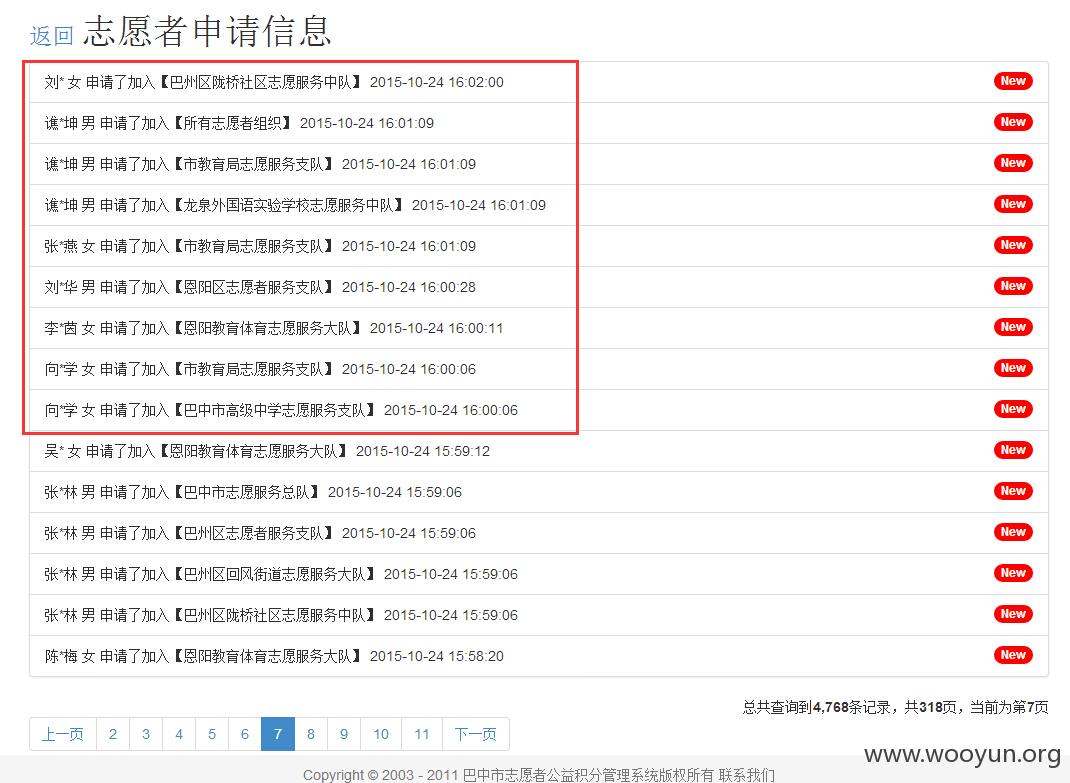 返回 志愿者申请信息
刘* 女 申请了加入【巴州区陇桥社区志愿服务中队】 2015-10-24 16:02:00 New
谯*坤 男 申请了加入【所有志愿者组织】 2015-10-24 16:01:09 New
谯*坤 男 申请了加入【市教育局志愿服务支队】 2015-10-24 16:01:09 New
谯*坤 男 申请了加入【龙泉外国语实验学校志愿服务中队】 2015-10-24 16:01:09 New
张*燕 女 申请了加入【市教育局志愿服务支队】 2015-10-24 16:01:09 New
刘*华 男 申请了加入【恩阳区志愿者服务支队】 2015-10-24 16:00:28 New
李*茵 女 申请了加入【恩阳教育体育志愿服务大队】 2015-10-24 16:00:11 New
向*学 女 申请了加入【市教育局志愿服务支队】 2015-10-24 16:00:06 New
向*学 女 申请了加入【巴中市高级中学志愿服务支队】 2015-10-24 16:00:06 New
吴* 女 申请了加入【恩阳教育体育志愿服务大队】 2015-10-24 15:59:12 New
张*林 男 申请了加入【巴中市志愿服务总队】 2015-10-24 15:59:06 New
张*林 男 申请了加入【巴州区志愿者服务支队】 2015-10-24 15:59:06 New
张*林 男 申请了加入【巴州区回风街道志愿服务大队】 2015-10-24 15:59:06 New
张*林 男 申请了加入【巴州区陇桥社区志愿服务中队】 2015-10-24 15:59:06 New
陈*梅 女 申请了加入【恩阳教育体育志愿服务大队】 2015-10-24 15:58:20 New
总共查询到4,768条记录，共318页，当前为第7页
上一页 2 3 4 5 6 7 8 9 10 11 下一页
www.wooyun.org
Copyright © 2003 - 2011 巴中市志愿者公益积分管理系统版权所有 联系我们